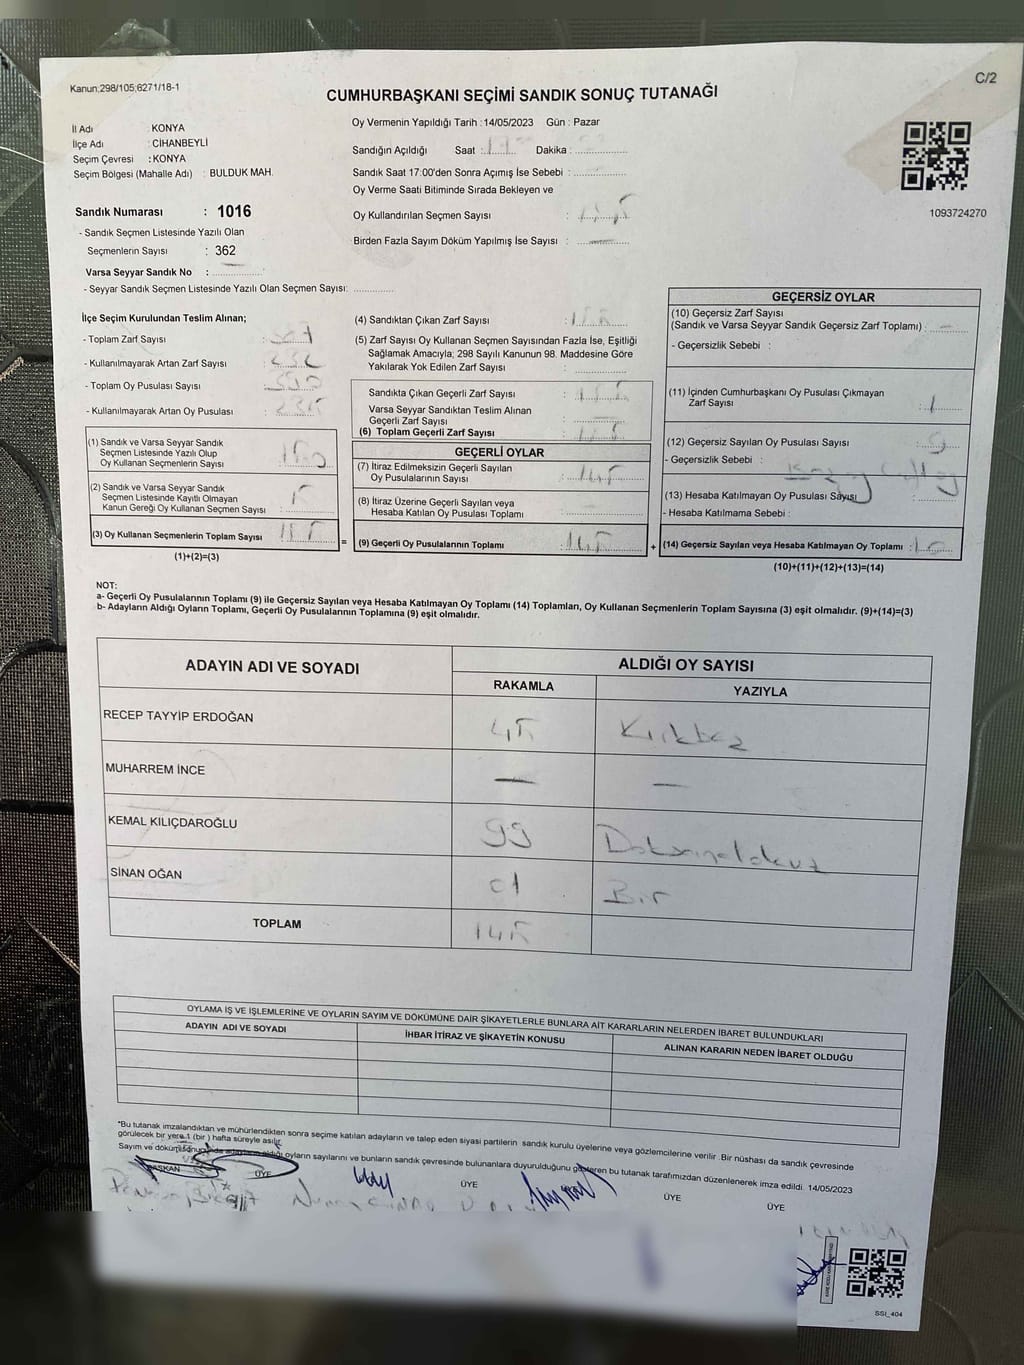 Kanun;298/105;6271/18-1
C/2
CUMHURBAŞKANI SEÇİMİ SANDIK SONUÇ TUTANAĞI
İl Adı : KONYA
İlçe Adı : CİHANBEYLİ
Seçim Çevresi : KONYA
Seçim Bölgesi (Mahalle Adı) : BULDUK MAH.
Oy Vermenin Yapıldığı Tarih : 14/05/2023 Gün : Pazar
Sandığın Açıldığı Saat : Dakika :
Sandık Saat 17:00'den Sonra Açımış İse Sebebi :
Oy Verme Saati Bitiminde Sırada Bekleyen ve
Oy Kullandırılan Seçmen Sayısı :
Birden Fazla Sayım Döküm Yapılmış İse Sayısı :
1093724270
Sandık Numarası : 1016
- Sandık Seçmen Listesinde Yazılı Olan
Seçmenlerin Sayısı : 362
Varsa Seyyar Sandık No :
- Seyyar Sandık Seçmen Listesinde Yazılı Olan Seçmen Sayısı:
İlçe Seçim Kurulundan Teslim Alınan;
- Toplam Zarf Sayısı :
- Kullanılmayarak Artan Zarf Sayısı :
- Toplam Oy Pusulası Sayısı :
- Kullanılmayarak Artan Oy Pusulası :
(1) Sandık ve Varsa Seyyar Sandık
Seçmen Listesinde Yazılı Olup
Oy Kullanan Seçmenlerin Sayısı : 150
(2) Sandık ve Varsa Seyyar Sandık
Seçmen Listesinde Kayıtlı Olmayan
Kanun Gereği Oy Kullanan Seçmen Sayısı : 5
(3) Oy Kullanan Seçmenlerin Toplam Sayısı : 155
(1)+(2)=(3)
(4) Sandıktan Çıkan Zarf Sayısı : 155
(5) Zarf Sayısı Oy Kullanan Seçmen Sayısından Fazla İse, Eşitliği
Sağlamak Amacıyla; 298 Sayılı Kanunun 98. Maddesine Göre
Yakılarak Yok Edilen Zarf Sayısı :
Sandıkta Çıkan Geçerli Zarf Sayısı : 155
Varsa Seyyar Sandıktan Teslim Alınan
Geçerli Zarf Sayısı :
(6) Toplam Geçerli Zarf Sayısı : 155
GEÇERLİ OYLAR
(7) İtiraz Edilmeksizin Geçerli Sayılan
Oy Pusulalarının Sayısı : 145
(8) İtiraz Üzerine Geçerli Sayılan veya
Hesaba Katılan Oy Pusulası Toplamı :
= (9) Geçerli Oy Pusulalarının Toplamı : 145
GEÇERSİZ OYLAR
(10) Geçersiz Zarf Sayısı
(Sandık ve Varsa Seyyar Sandık Geçersiz Zarf Toplamı) : -
- Geçersizlik Sebebi :
(11) İçinden Cumhurbaşkanı Oy Pusulası Çıkmayan
Zarf Sayısı : 1
(12) Geçersiz Sayılan Oy Pusulası Sayısı : 9
- Geçersizlik Sebebi :
(13) Hesaba Katılmayan Oy Pusulası Sayısı :
- Hesaba Katılmama Sebebi :
+ (14) Geçersiz Sayılan veya Hesaba Katılmayan Oy Toplamı : 10
(10)+(11)+(12)+(13)=(14)
NOT:
a- Geçerli Oy Pusulalarının Toplamı (9) ile Geçersiz Sayılan veya Hesaba Katılmayan Oy Toplamı (14) Toplamları, Oy Kullanan Seçmenlerin Toplam Sayısına (3) eşit olmalıdır. (9)+(14)=(3)
b- Adayların Aldığı Oyların Toplamı, Geçerli Oy Pusulalarının Toplamına (9) eşit olmalıdır.
ADAYIN ADI VE SOYADI ALDIĞI OY SAYISI
RAKAMLA YAZIYLA
RECEP TAYYİP ERDOĞAN 45 Kırkbeş
MUHARREM İNCE — —
KEMAL KILIÇDAROĞLU 99 Doksandokuz
SİNAN OĞAN 01 Bir
TOPLAM 145
OYLAMA İŞ VE İŞLEMLERİNE VE OYLARIN SAYIM VE DÖKÜMÜNE DAİR ŞİKAYETLERLE BUNLARA AİT KARARLARIN NELERDEN İBARET BULUNDUKLARI
ADAYIN ADI VE SOYADI İHBAR İTİRAZ VE ŞİKAYETİN KONUSU ALINAN KARARIN NEDEN İBARET OLDUĞU
*Bu tutanak imzalandıktan ve mühürlendikten sonra seçime katılan adayların ve talep eden siyasi partilerin sandık kurulu üyelerine veya gözlemcilerine verilir. Bir nüshası da sandık çevresinde
görülecek bir yere 1 (bir) hafta süreyle asılır.
Sayım ve döküm oyların sayılarını ve bunların sandık çevresinde bulunanlara duyurulduğunu gösteren bu tutanak tarafımızdan düzenlenerek imza edildi. 14/05/2023
BAŞKAN ÜYE ÜYE ÜYE ÜYE
SSİ_404